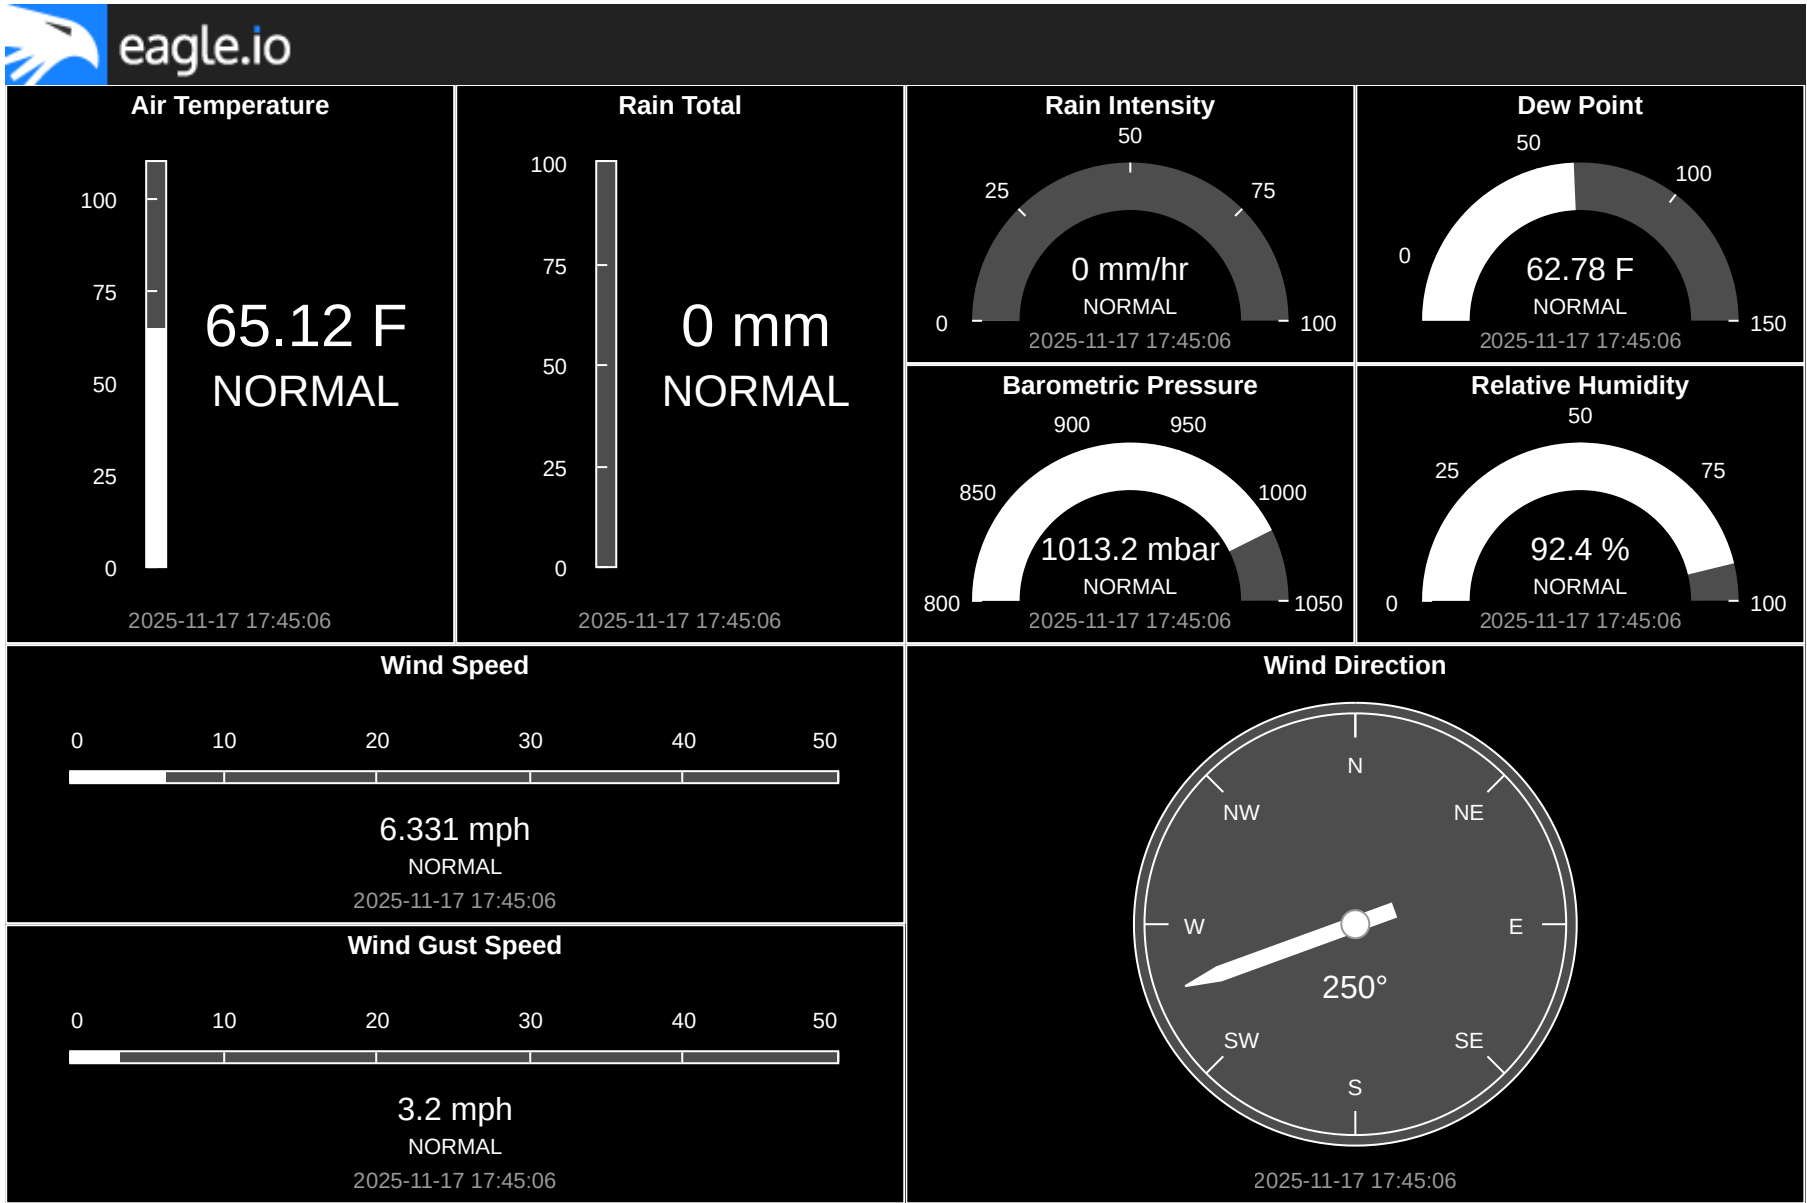 eagle.io
Air Temperature
100
75
50
25
0
65.12 F
NORMAL
2025-11-17 17:45:06
Rain Total
100
75
50
25
0
0 mm
NORMAL
2025-11-17 17:45:06
Rain Intensity
50
25
75
0
100
0 mm/hr
NORMAL
2025-11-17 17:45:06
Dew Point
50
100
0
150
62.78 F
NORMAL
2025-11-17 17:45:06
Barometric Pressure
900
950
850
1000
800
1050
1013.2 mbar
NORMAL
2025-11-17 17:45:06
Relative Humidity
50
25
75
0
100
92.4 %
NORMAL
2025-11-17 17:45:06
Wind Speed
0 10 20 30 40 50
6.331 mph
NORMAL
2025-11-17 17:45:06
Wind Gust Speed
0 10 20 30 40 50
3.2 mph
NORMAL
2025-11-17 17:45:06
Wind Direction
N
NW
NE
W
E
250°
SW
SE
S
2025-11-17 17:45:06